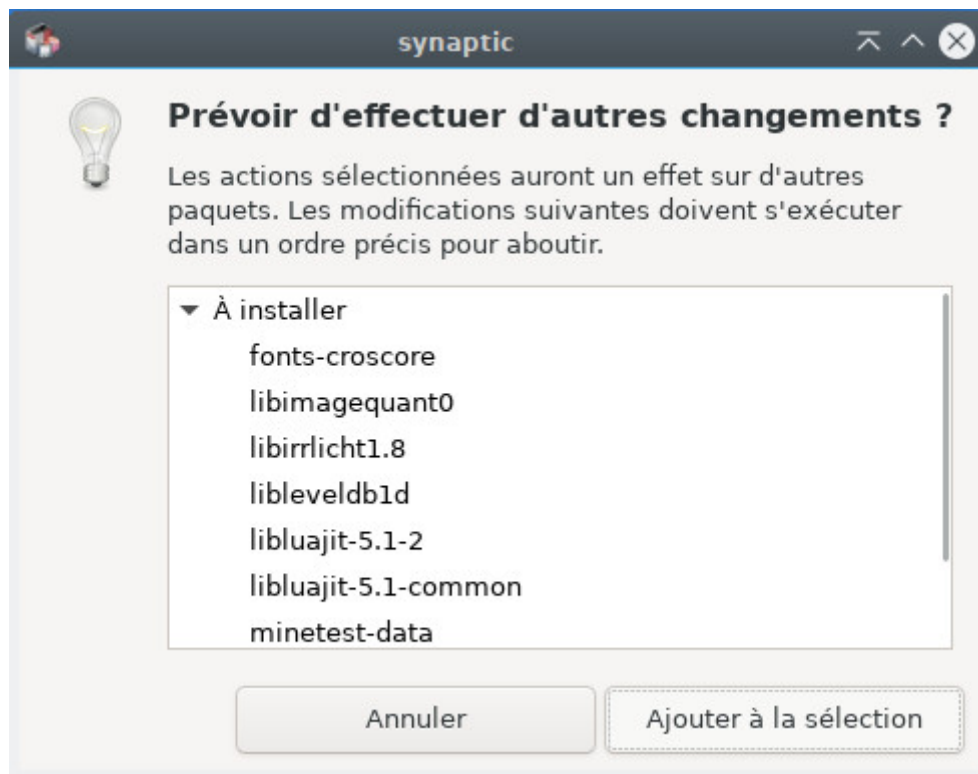 synaptic
Prévoir d'effectuer d'autres changements ?
Les actions sélectionnées auront un effet sur d'autres
paquets. Les modifications suivantes doivent s'exécuter
dans un ordre précis pour aboutir.
À installer
fonts-croscore
libimagequant0
libirrlicht1.8
libleveldb1d
libluajit-5.1-2
libluajit-5.1-common
minetest-data
Annuler
Ajouter à la sélection